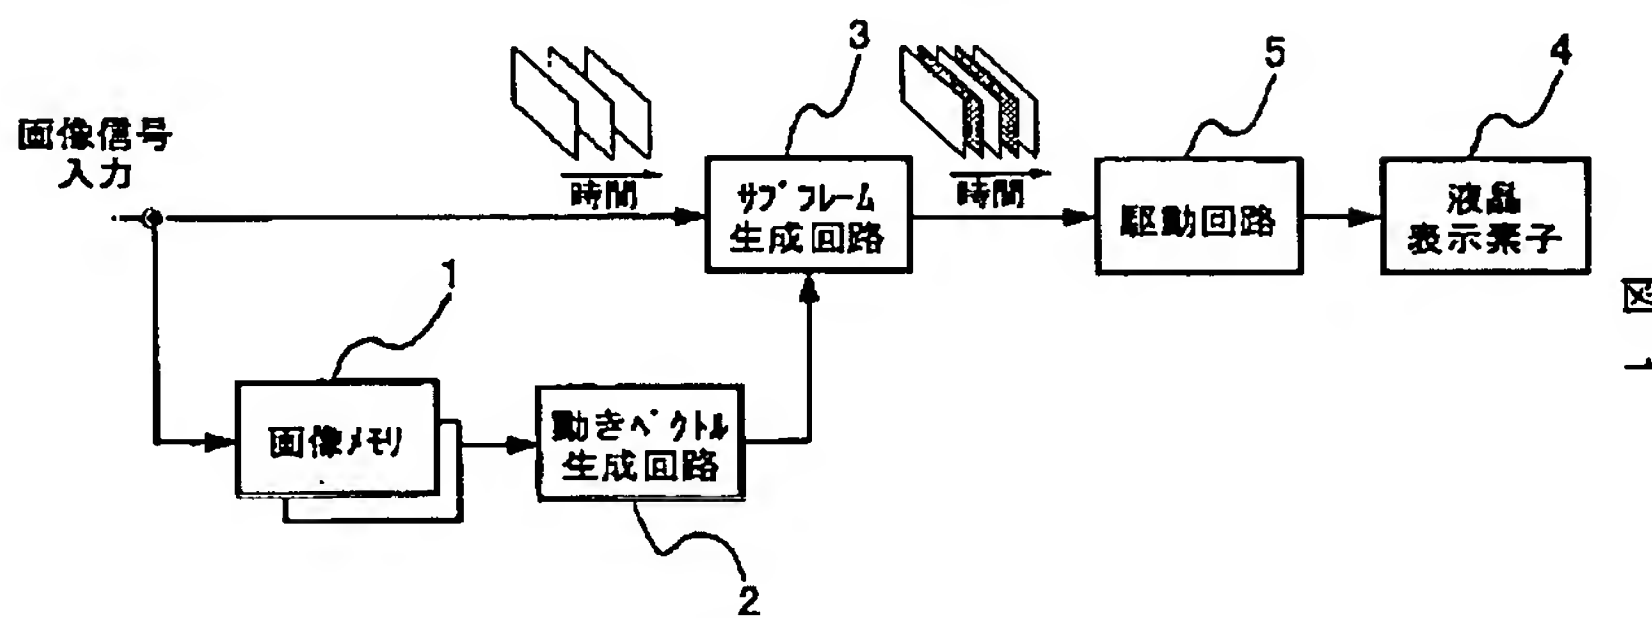 3
5
4
画像信号
入力
時間
時間
サブフレーム
生成回路
駆動回路
液晶
表示素子
1
画像メモリ
動きベクトル
生成回路
2